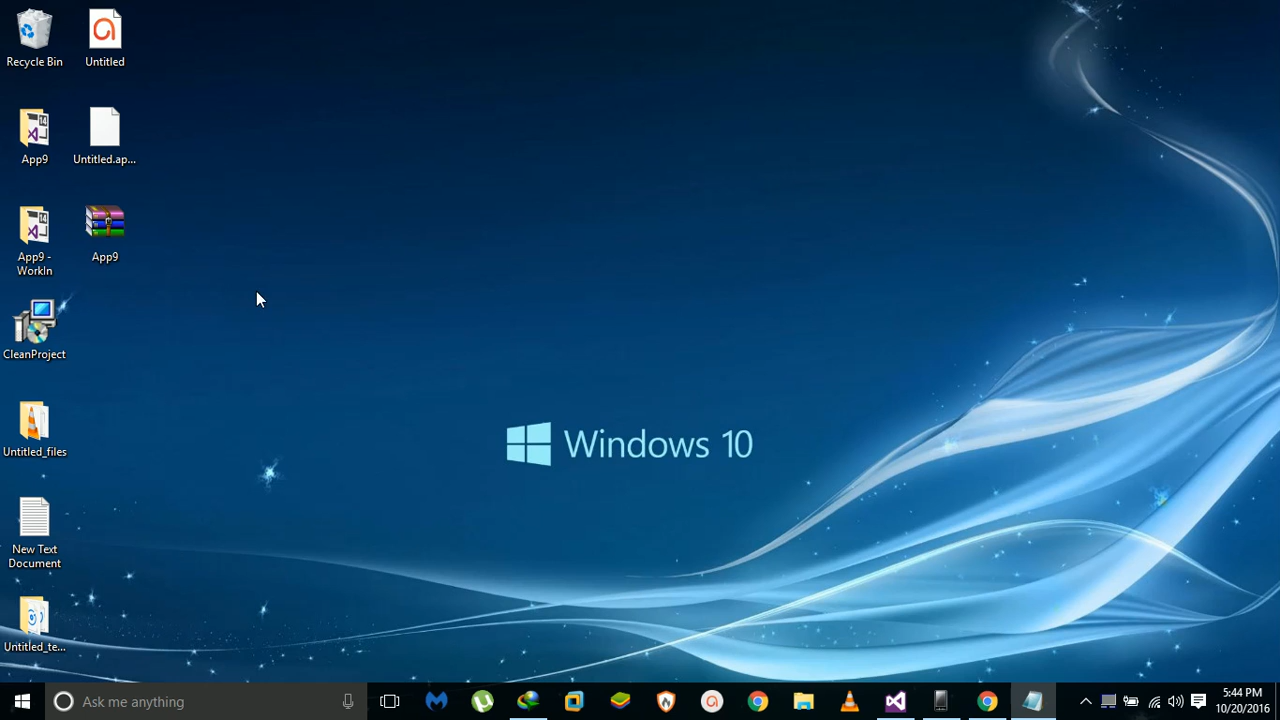 Recycle Bin
Untitled
App9
Untitled.ap...
App9 -
WorkIn
App9
CleanProject
Untitled_files
New Text
Document
Untitled_te...
Windows 10
Ask me anything
5:44 PM
10/20/2016